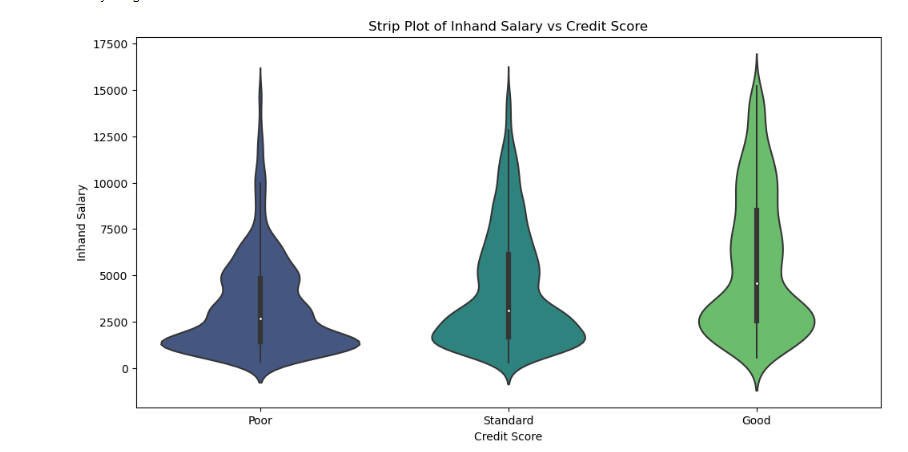 Strip Plot of Inhand Salary vs Credit Score
17500
15000
12500
10000
7500
5000
2500
0
Inhand Salary
Poor
Standard
Good
Credit Score